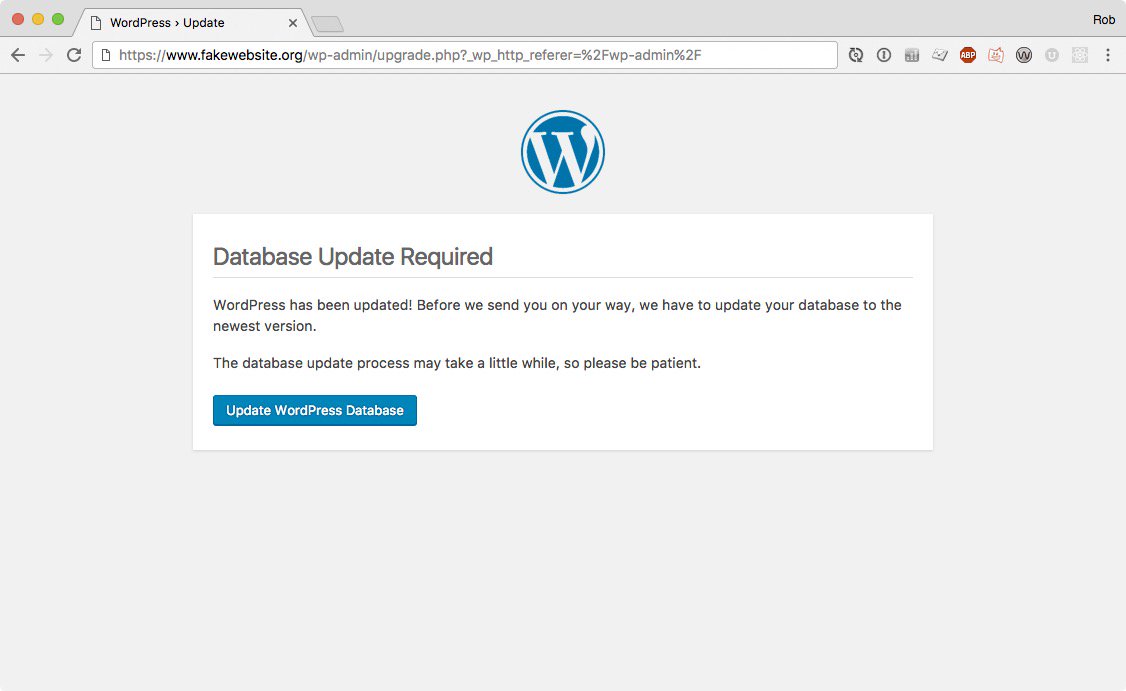 WordPress › Update
Rob
https://www.fakewebsite.org/wp-admin/upgrade.php?_wp_http_referer=%2Fwp-admin%2F
ABP
W
U
W
Database Update Required
WordPress has been updated! Before we send you on your way, we have to update your database to the
newest version.
The database update process may take a little while, so please be patient.
Update WordPress Database